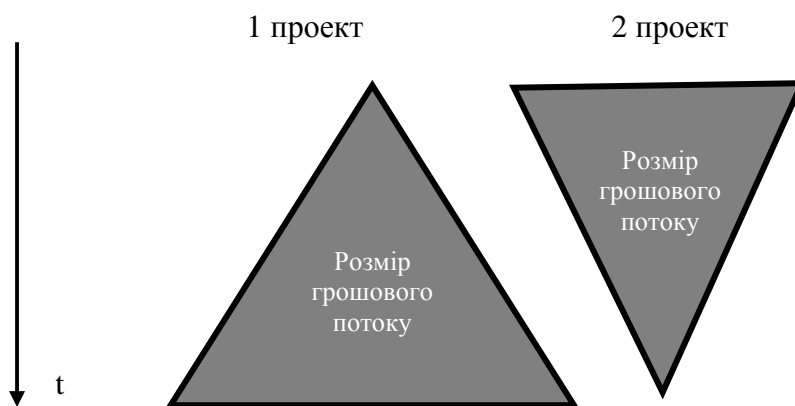 1 проект
2 проект
Розмір
грошового
потоку
Розмір
грошового
потоку
t